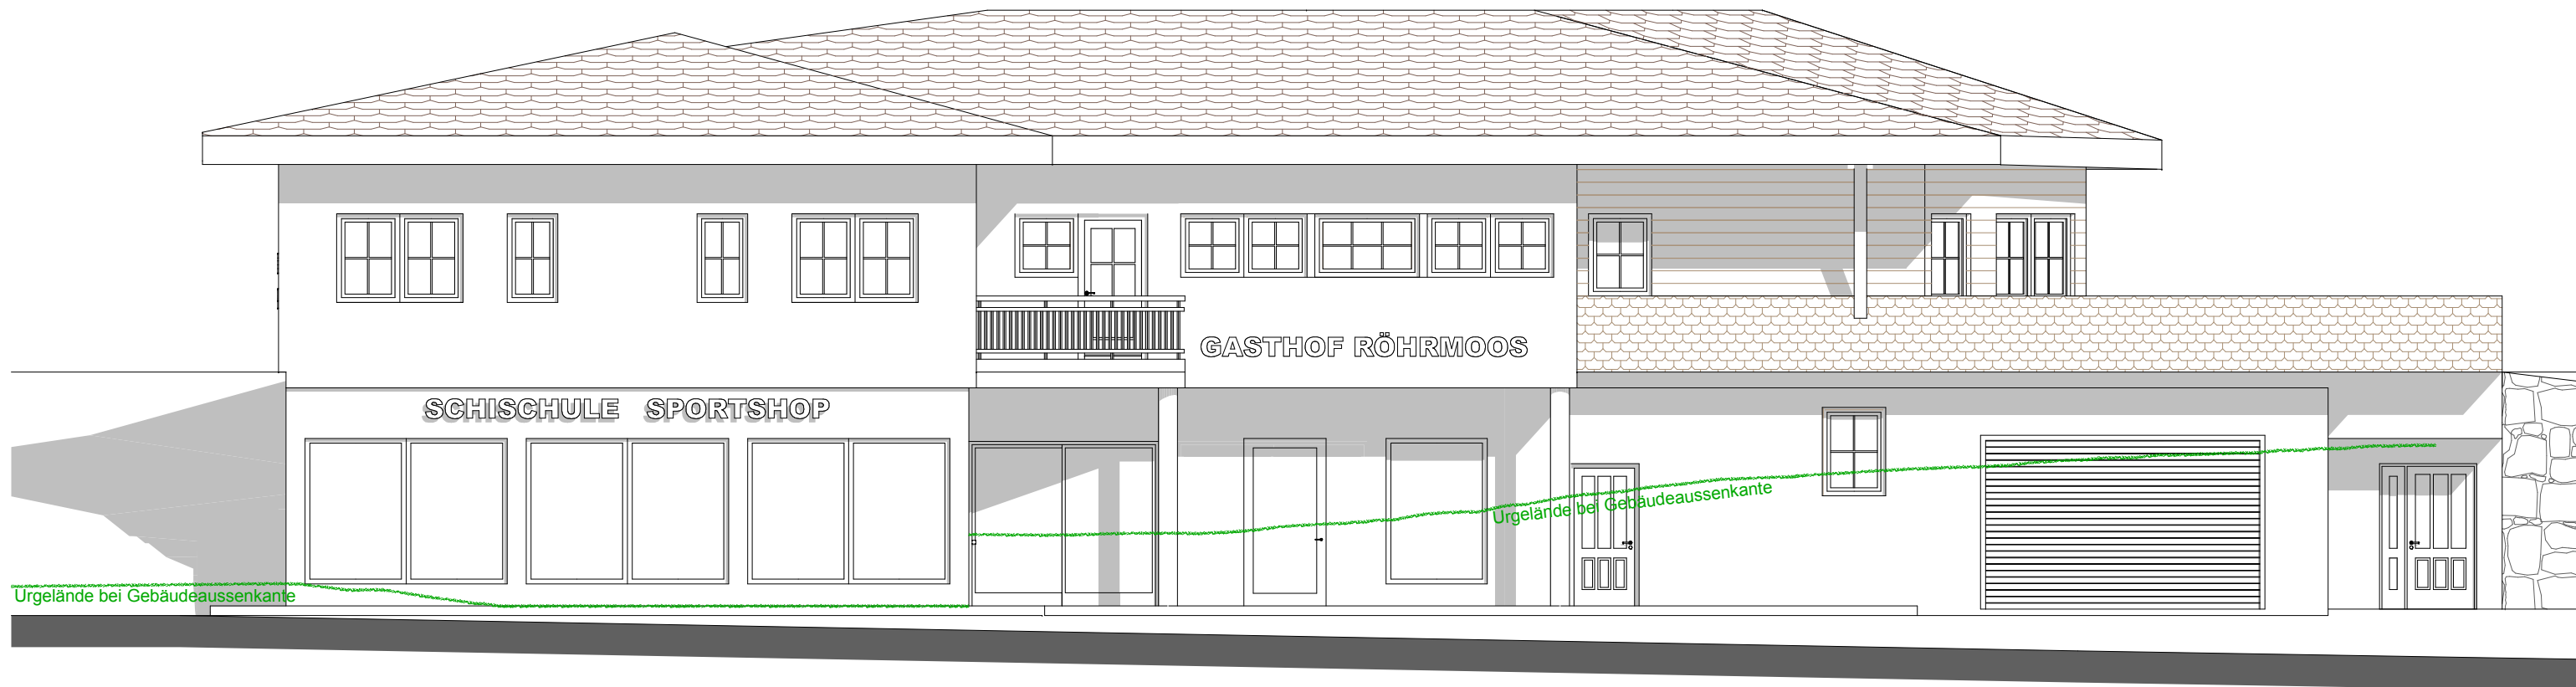 GASTHOF RÖHRMOOS
SCHISCHULE SPORTSHOP
Urgelände bei Gebäudeaussenkante
Urgelände bei Gebäudeaussenkante